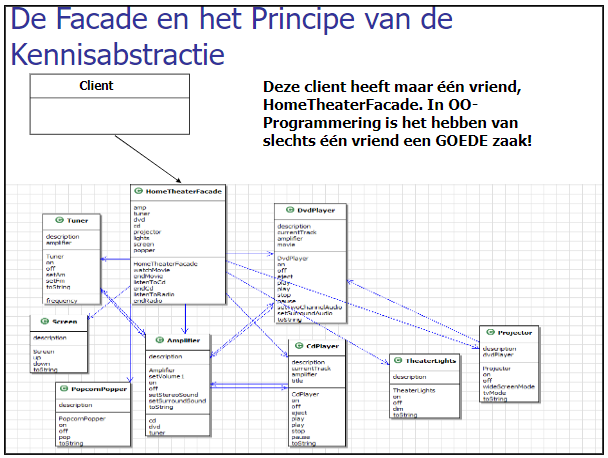 De Facade en het Principe van de
Kennisabstractie
Client
Deze client heeft maar één vriend,
HomeTheaterFacade. In OO-
Programmering is het hebben van
slechts één vriend een GOEDE zaak!
HomeTheaterFacade
amp
tuner
dvd
cd
projector
lights
screen
popper
HomeTheaterFacade
watchMovie
endMovie
listenToCd
endCd
listenToRadio
endRadio
Tuner
description
amplifier
Tuner
on
off
setAm
setFm
toString
frequency
DvdPlayer
description
currentTrack
amplifier
movie
DvdPlayer
on
off
eject
play
play
stop
pause
setTwoChannelAudio
setSurroundAudio
toString
Screen
description
Screen
up
down
toString
Amplifier
description
Amplifier
setVolume1
on
off
setStereoSound
setSurroundSound
toString
cd
dvd
tuner
CdPlayer
description
currentTrack
amplifier
title
CdPlayer
on
off
eject
play
play
stop
pause
toString
TheaterLights
description
TheaterLights
on
off
dim
toString
Projector
description
dvdPlayer
Projector
on
off
wideScreenMode
tvMode
toString
PopcornPopper
description
PopcornPopper
on
off
pop
toString